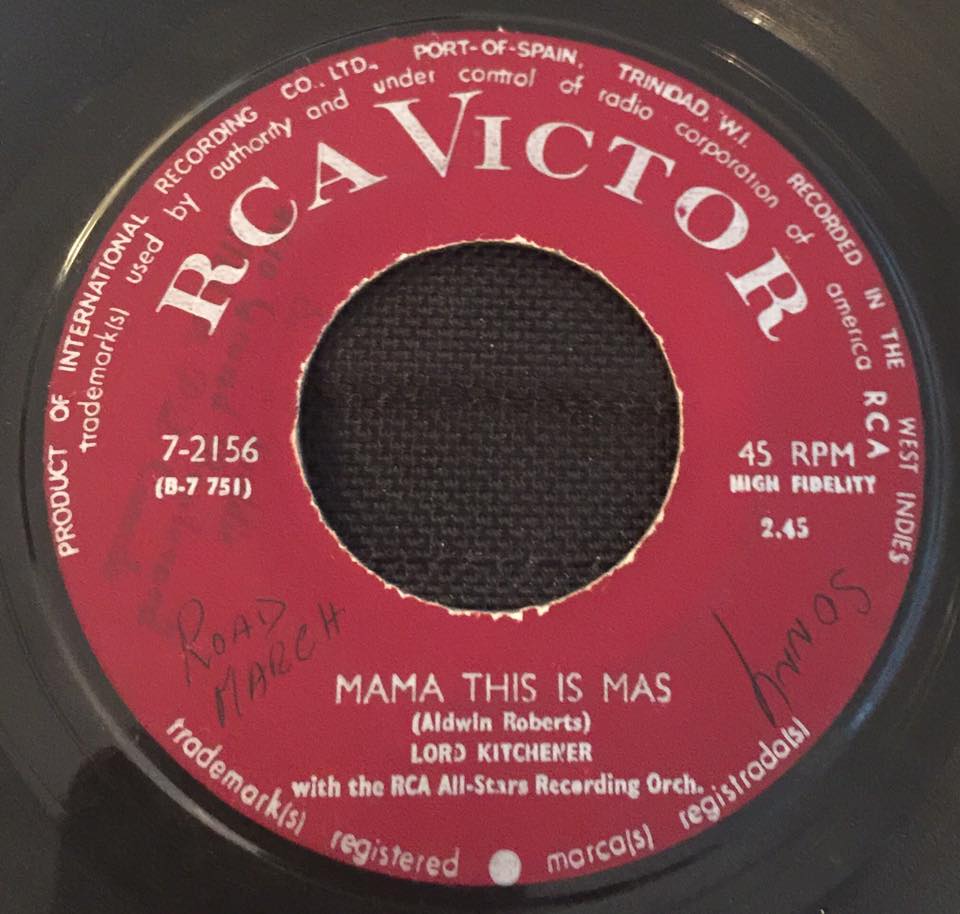 PRODUCT OF INTERNATIONAL RECORDING CO., LTD., PORT-OF-SPAIN, TRINIDAD, W.I. RECORDED IN THE WEST INDIES
trademark(s) used by authority and under control of radio corporation of america RCA
RCA VICTOR
7-2156
(B-7 751)
45 RPM
HIGH FIDELITY
2.45
ROAD
MARCH
MAMA THIS IS MAS
(Aldwin Roberts)
LORD KITCHENER
with the RCA All-Stars Recording Orch.
trademark(s) registered marca(s) registrada(s)